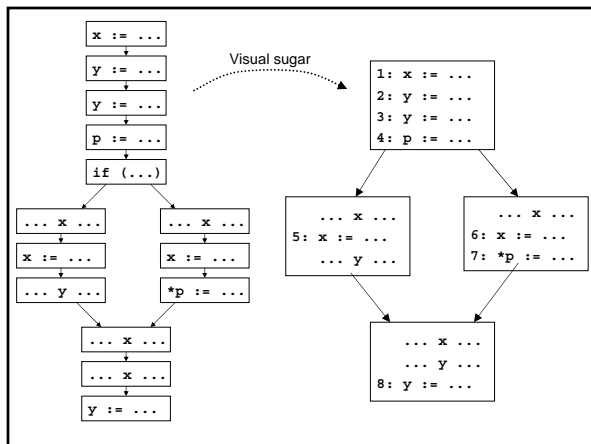 x := ...
y := ...
y := ...
p := ...
if (...)
... x ...
x := ...
... y ...
... x ...
x := ...
*p := ...
... x ...
... x ...
y := ...
Visual sugar
1: x := ...
2: y := ...
3: y := ...
4: p := ...
... x ...
5: x := ...
... y ...
... x ...
6: x := ...
7: *p := ...
... x ...
... y ...
8: y := ...